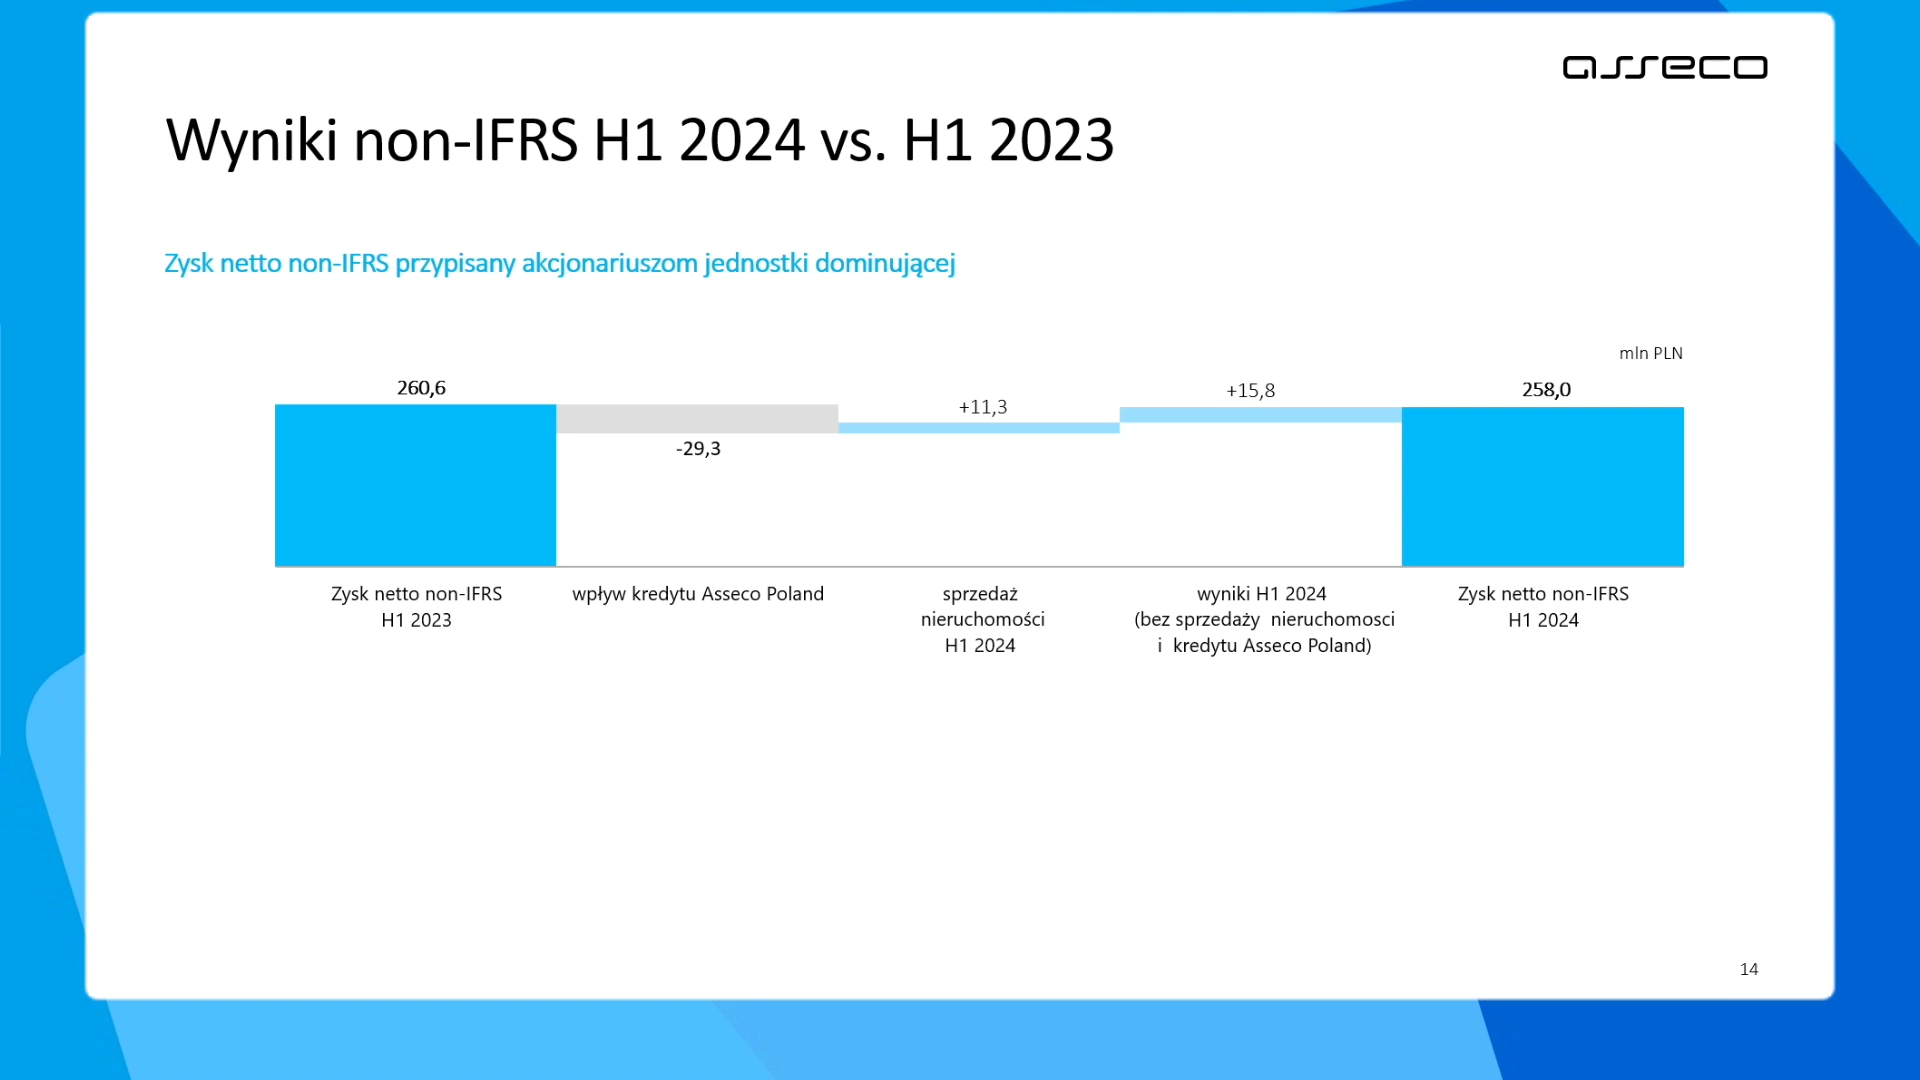 asseco
Wyniki non-IFRS H1 2024 vs. H1 2023
Zysk netto non-IFRS przypisany akcjonariuszom jednostki dominującej
mln PLN
260,6
-29,3
+11,3
+15,8
258,0
Zysk netto non-IFRS
H1 2023
wpływ kredytu Asseco Poland
sprzedaż
nieruchomości
H1 2024
wyniki H1 2024
(bez sprzedaży nieruchomosci
i kredytu Asseco Poland)
Zysk netto non-IFRS
H1 2024
14